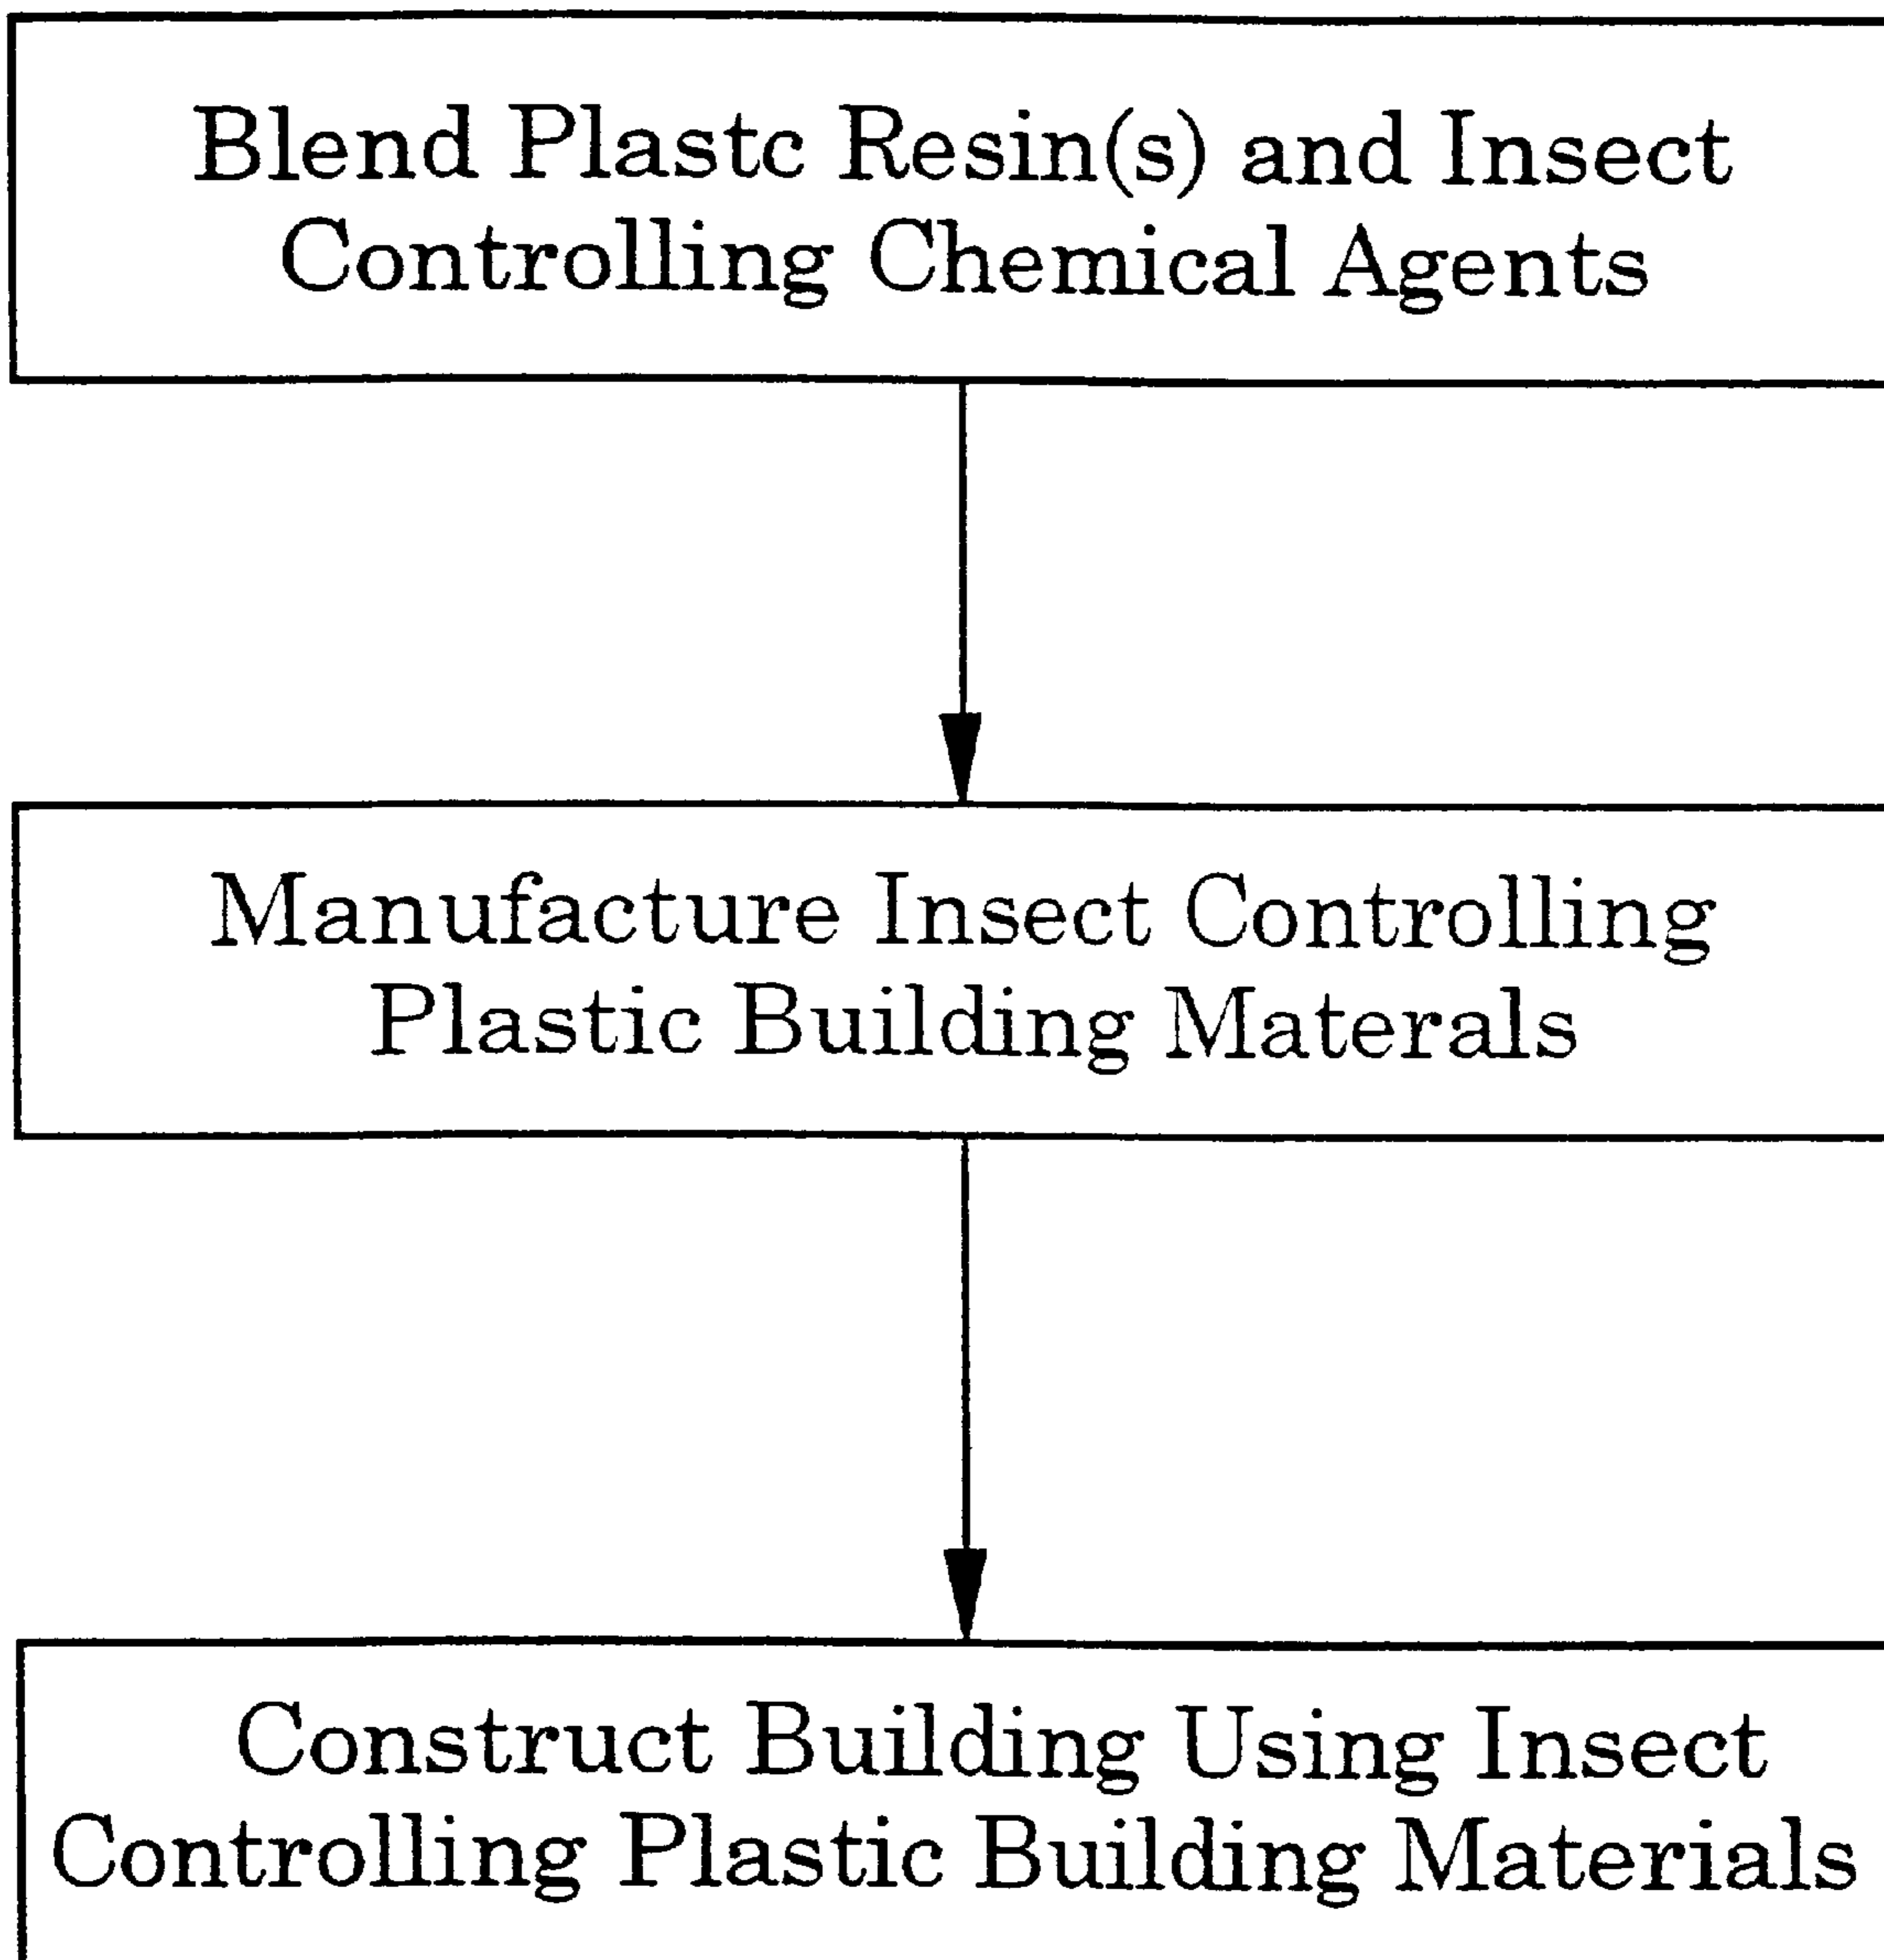 Blend Plastc Resin(s) and Insect
Controlling Chemical Agents
Manufacture Insect Controlling
Plastic Building Materals
Construct Building Using Insect
Controlling Plastic Building Materials